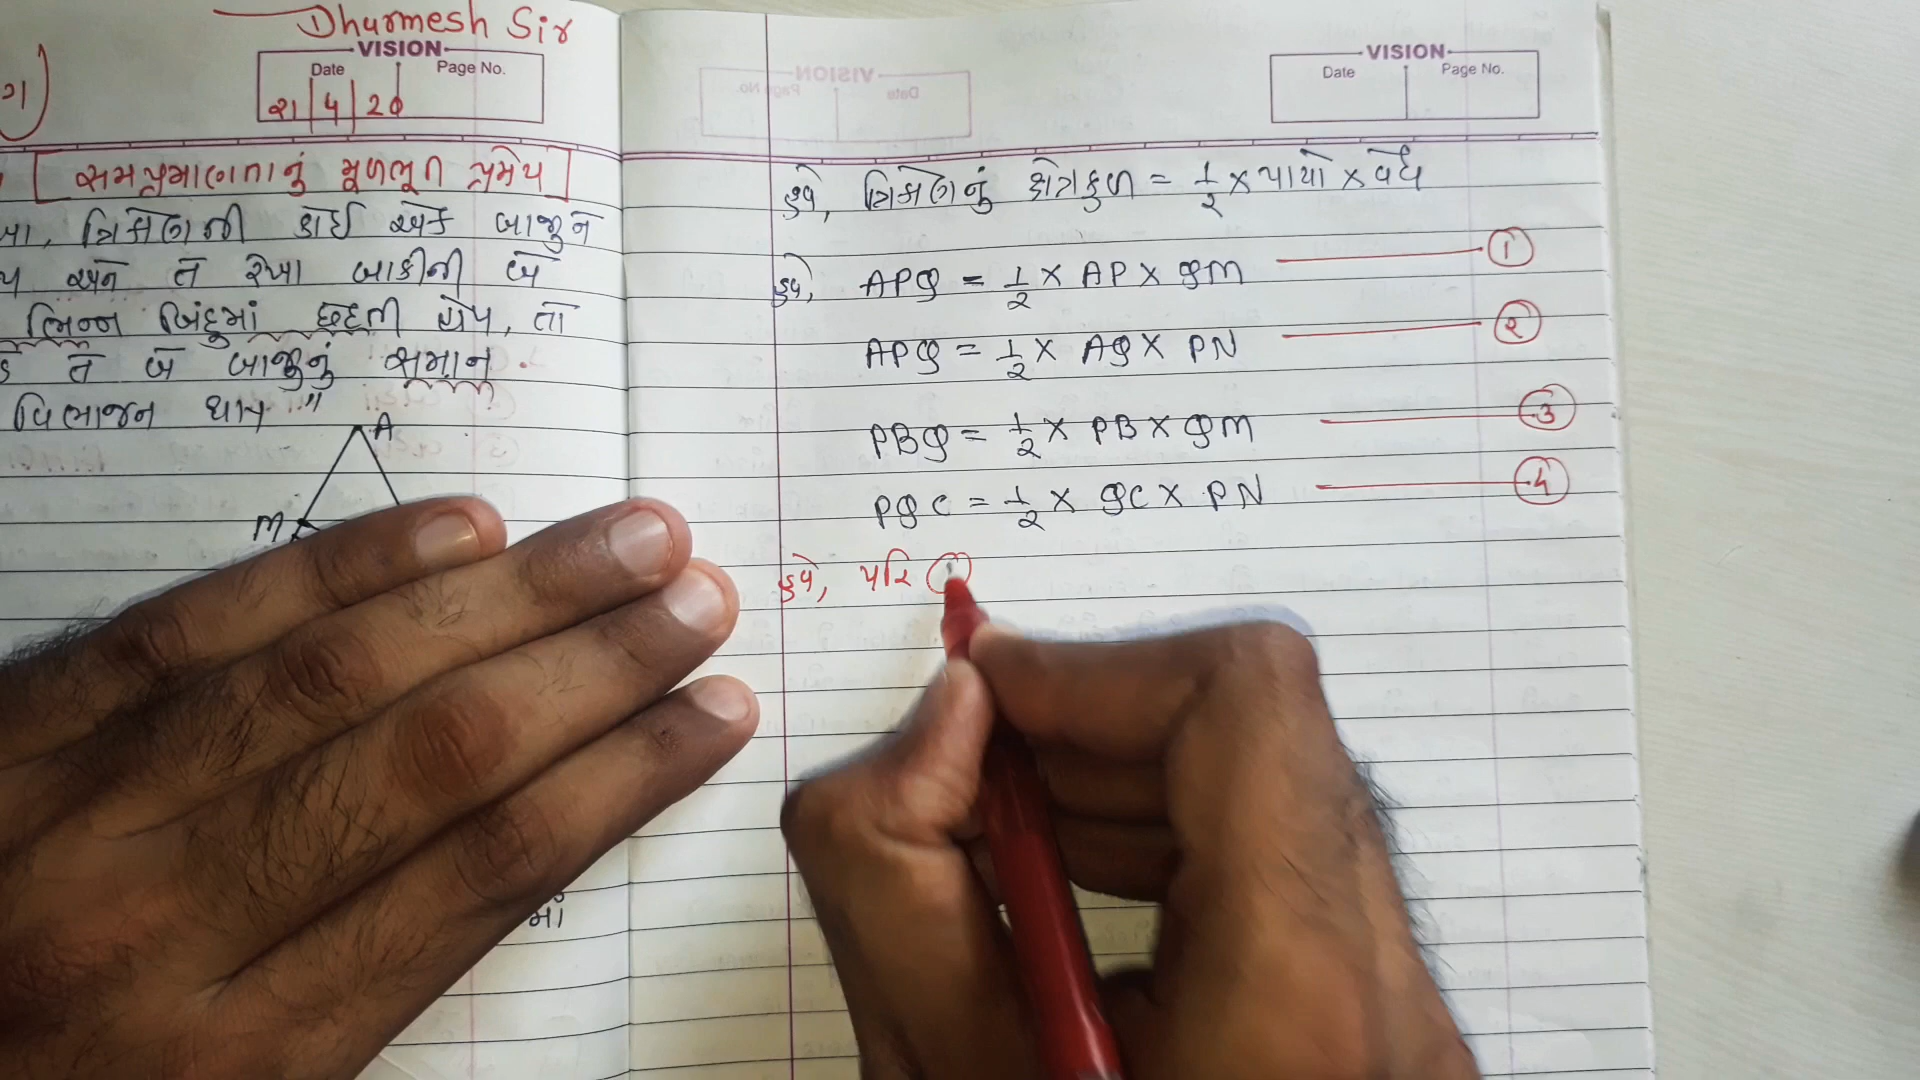 Dharmesh Sir
VISION
Date Page No.
21 4 20
સમપ્રમાણતાનું મૂળભૂત પ્રમેય
ત્રિકોણની કોઈ એક બાજુને
અને તે રેખા બાકીની બે
ભિન્ન બિંદુમાં છેદતી હોય, તો
તે બે બાજુનું સમાન
વિભાજન થાય"
A
M
માં
VISION
Date Page No.
હવે, ત્રિકોણનું ક્ષેત્રફળ = 1/2 × પાયો × વેધ
હવે, APQ = 1/2 × AP × QM ①
APQ = 1/2 × AQ × PN ②
PBQ = 1/2 × PB × QM ③
PQC = 1/2 × QC × PN ④
હવે, પરિ